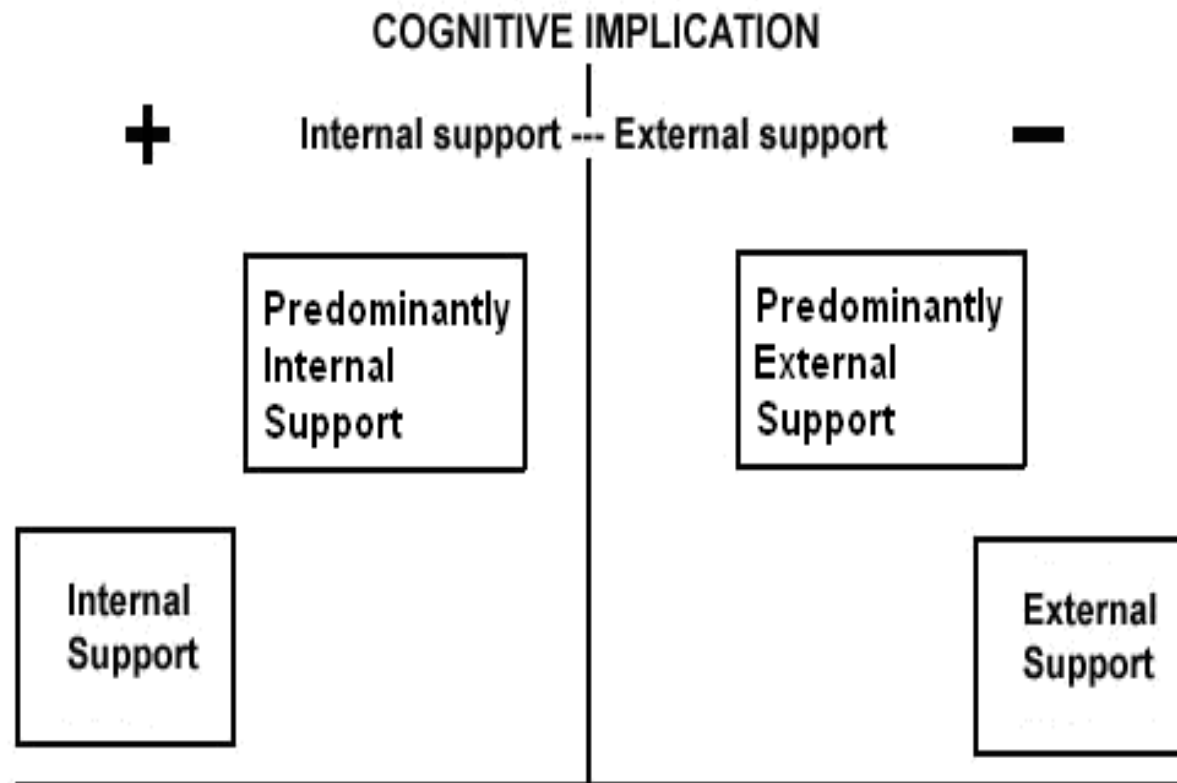 COGNITIVE IMPLICATION
+ Internal support --- External support −
Predominantly
Internal
Support
Predominantly
External
Support
Internal
Support
External
Support